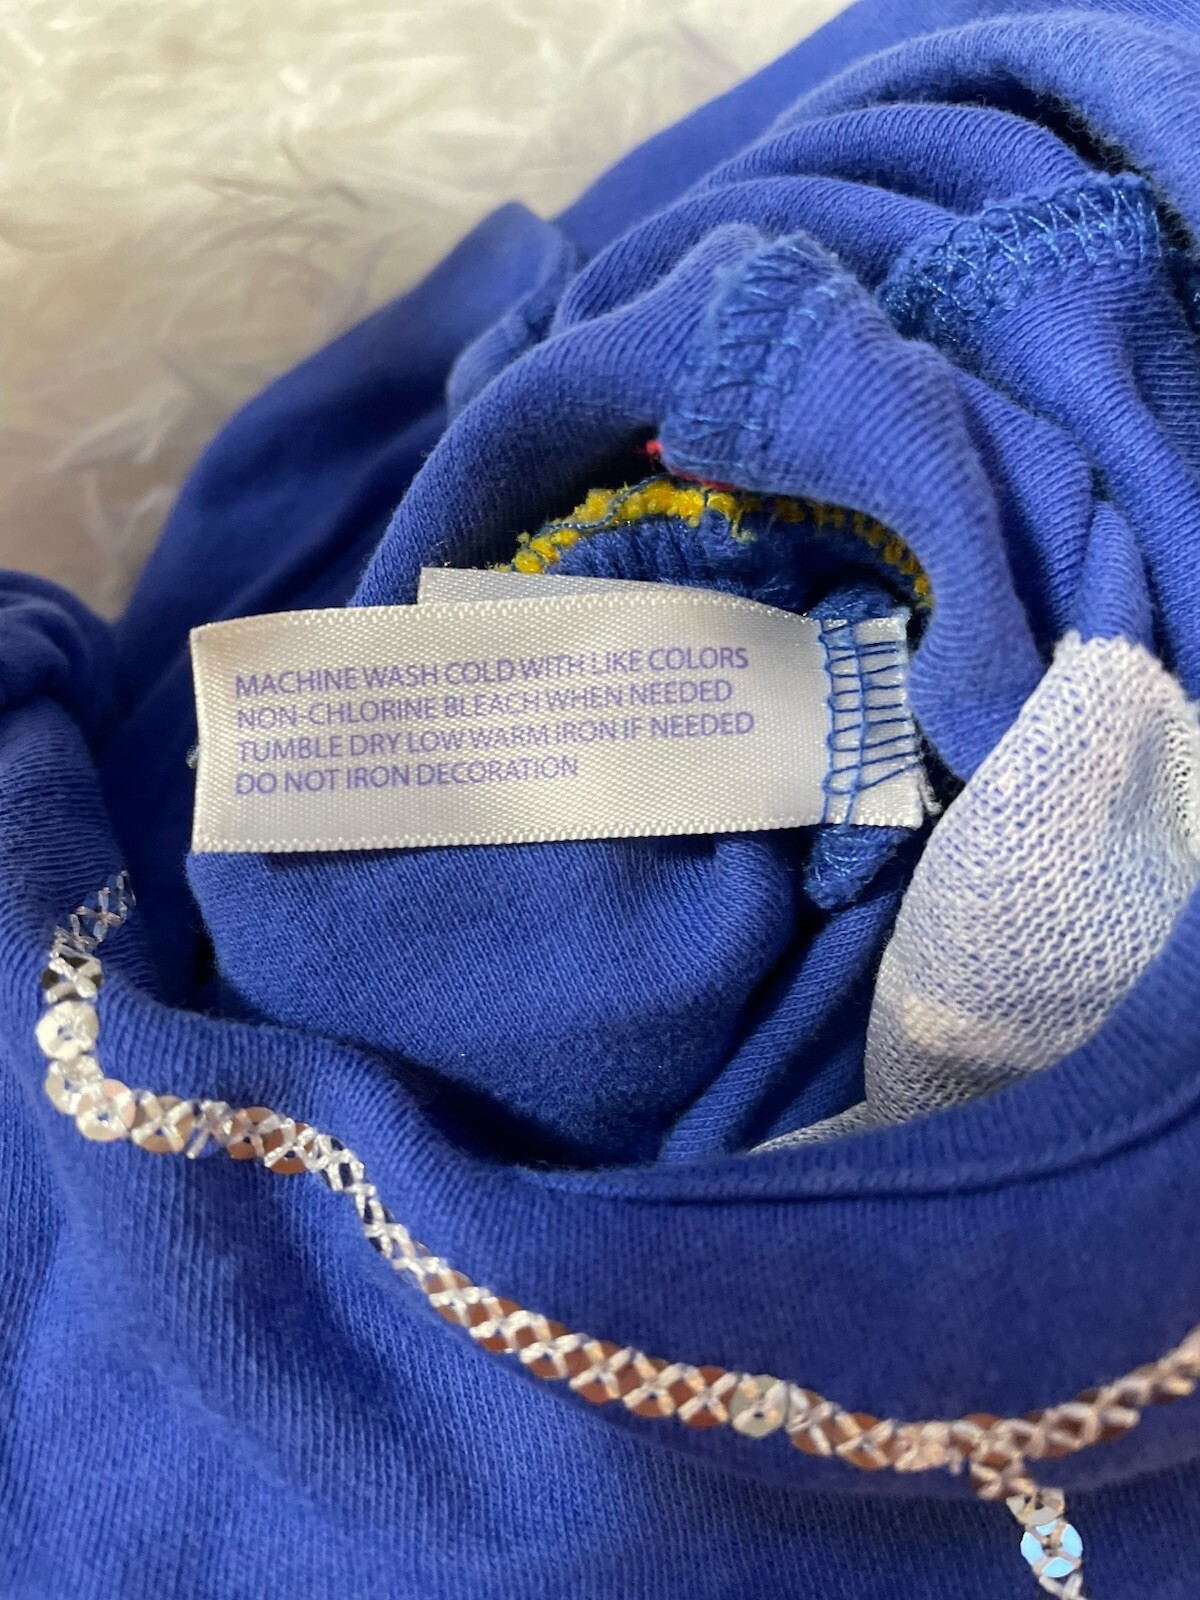 MACHINE WASH COLD WITH LIKE COLORS
NON-CHLORINE BLEACH WHEN NEEDED
TUMBLE DRY LOW WARM IRON IF NEEDED
DO NOT IRON DECORATION